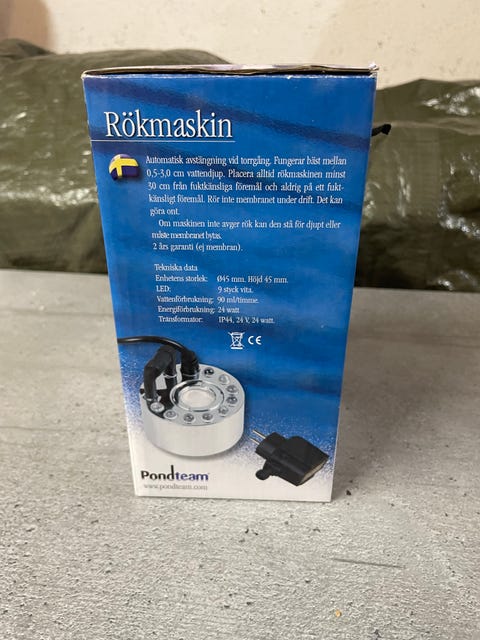 Rökmaskin
Automatisk avstängning vid torrgång. Fungerar bäst mellan
0,5-3,0 cm vattendjup. Placera alltid rökmaskinen minst
30 cm från fuktkänsliga föremål och aldrig på ett fukt-
känsligt föremål. Rör inte membranet under drift. Det kan
göra ont.
Om maskinen inte avger rök kan den stå för djupt eller
måste membranet bytas.
2 års garanti (ej membran).
Tekniska data
Enhetens storlek: Ø45 mm. Höjd 45 mm.
LED: 9 styck vita.
Vattenförbrukning: 90 ml/timme.
Energiförbrukning: 24 watt
Transformator: IP44, 24 V, 24 watt.
CE
Pondteam
www.pondteam.com